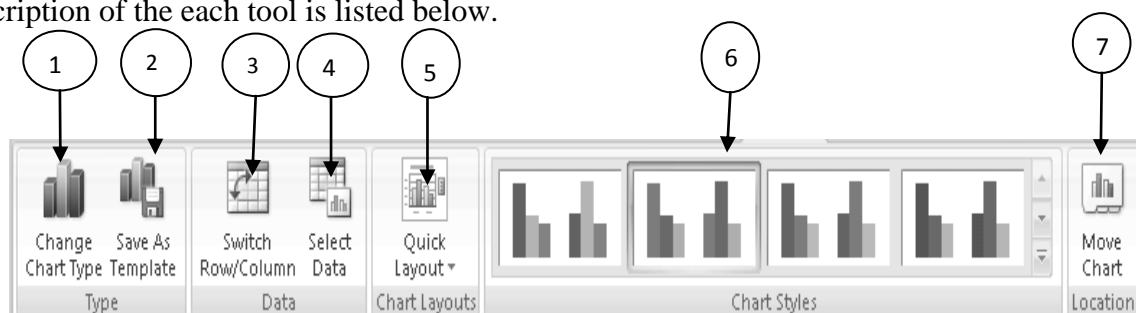 cription of the each tool is listed below.
1 2 3 4 5 6 7
Change Save As Switch Select Quick Move
Chart Type Template Row/Column Data Layout Chart
Type Data Chart Layouts Chart Styles Location